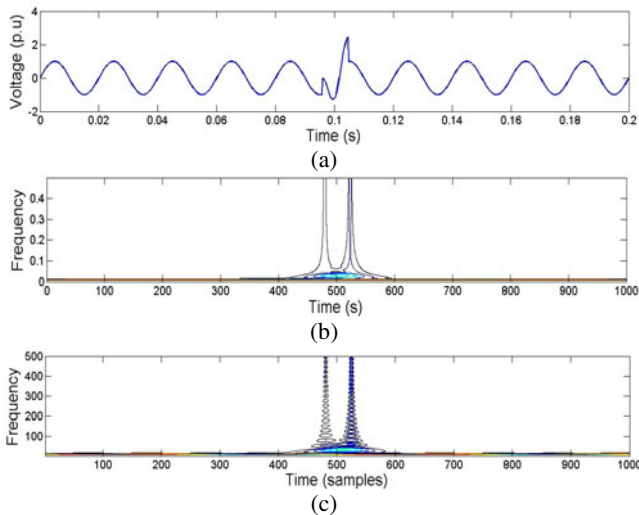 4
2
0
-2
Voltage (p.u)
0 0.02 0.04 0.06 0.08 0.1 0.12 0.14 0.16 0.18 0.2
Time (s)
(a)
0.4
0.3
0.2
0.1
0
Frequency
0 100 200 300 400 500 600 700 800 900 1000
Time (s)
(b)
500
400
300
200
100
Frequency
100 200 300 400 500 600 700 800 900 1000
Time (samples)
(c)